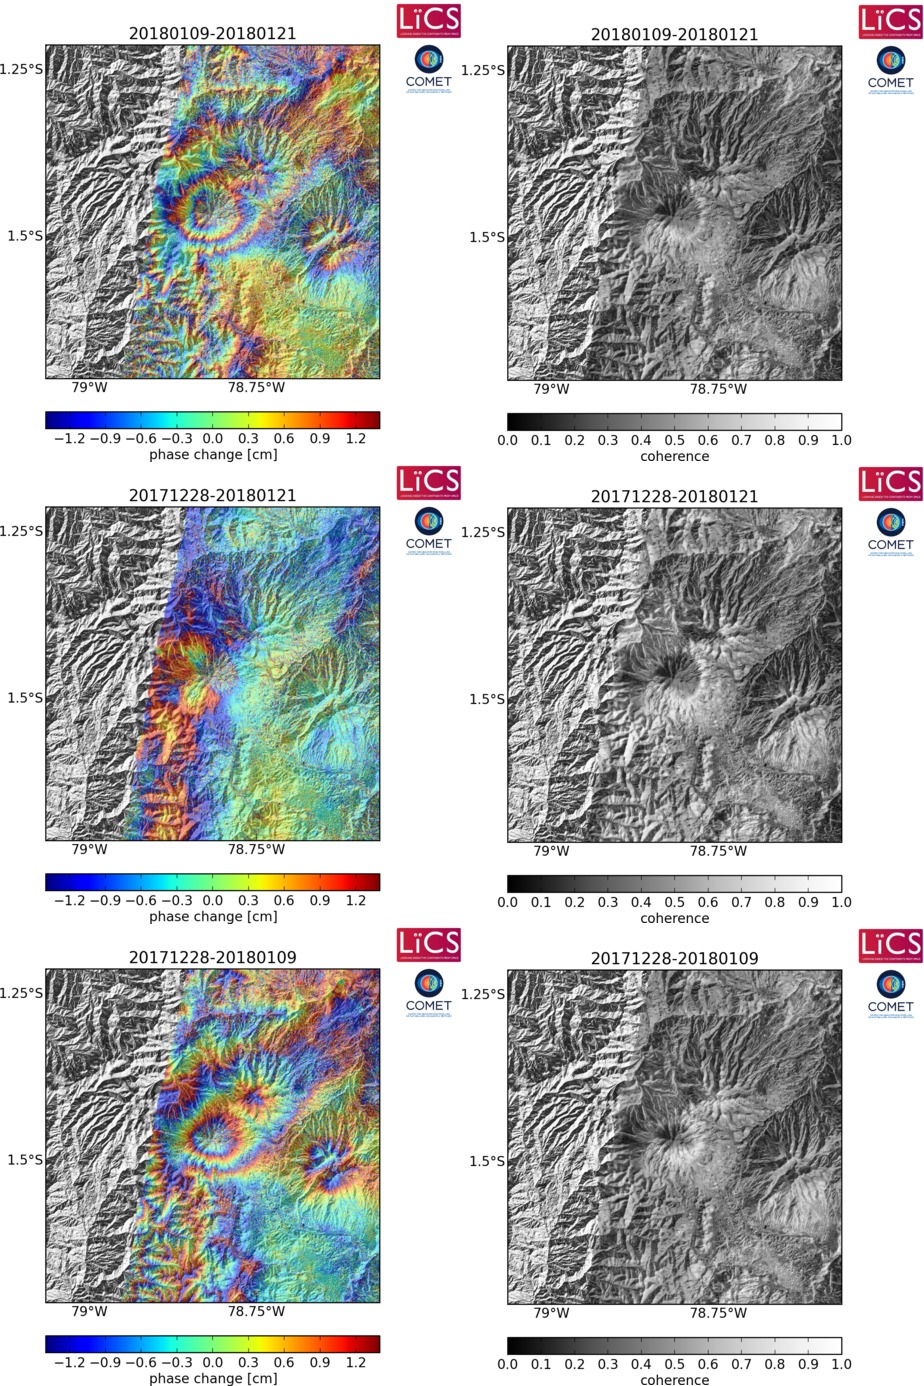 LiCS LiCS
20180109-20180121 20180109-20180121
COMET COMET
1.25°S 1.25°S
1.5°S 1.5°S
79°W 78.75°W 79°W 78.75°W
−1.2 −0.9 −0.6 −0.3 0.0 0.3 0.6 0.9 1.2 0.0 0.1 0.2 0.3 0.4 0.5 0.6 0.7 0.8 0.9 1.0
phase change [cm] coherence
LiCS LiCS
20171228-20180121 20171228-20180121
COMET COMET
1.25°S 1.25°S
1.5°S 1.5°S
79°W 78.75°W 79°W 78.75°W
−1.2 −0.9 −0.6 −0.3 0.0 0.3 0.6 0.9 1.2 0.0 0.1 0.2 0.3 0.4 0.5 0.6 0.7 0.8 0.9 1.0
phase change [cm] coherence
LiCS LiCS
20171228-20180109 20171228-20180109
COMET COMET
1.25°S 1.25°S
1.5°S 1.5°S
79°W 78.75°W 79°W 78.75°W
−1.2 −0.9 −0.6 −0.3 0.0 0.3 0.6 0.9 1.2 0.0 0.1 0.2 0.3 0.4 0.5 0.6 0.7 0.8 0.9 1.0
phase change [cm] coherence